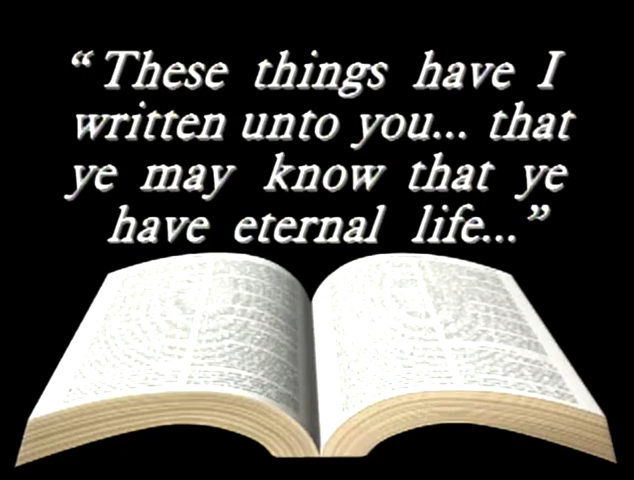 “These things have I
written unto you... that
ye may know that ye
have eternal life...”